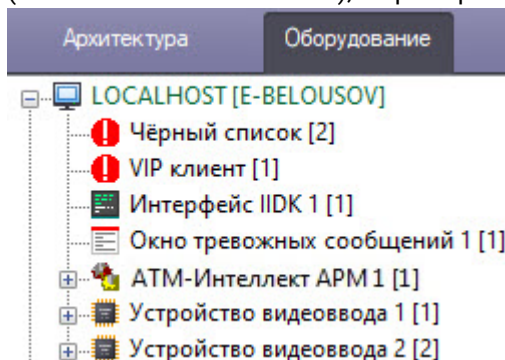 Архитектура Оборудование
LOCALHOST [E-BELOUSOV]
Чёрный список [2]
VIP клиент [1]
Интерфейс IIDK 1 [1]
Окно тревожных сообщений 1 [1]
АТМ-Интеллект АРМ 1 [1]
Устройство видеоввода 1 [1]
Устройство видеоввода 2 [2]